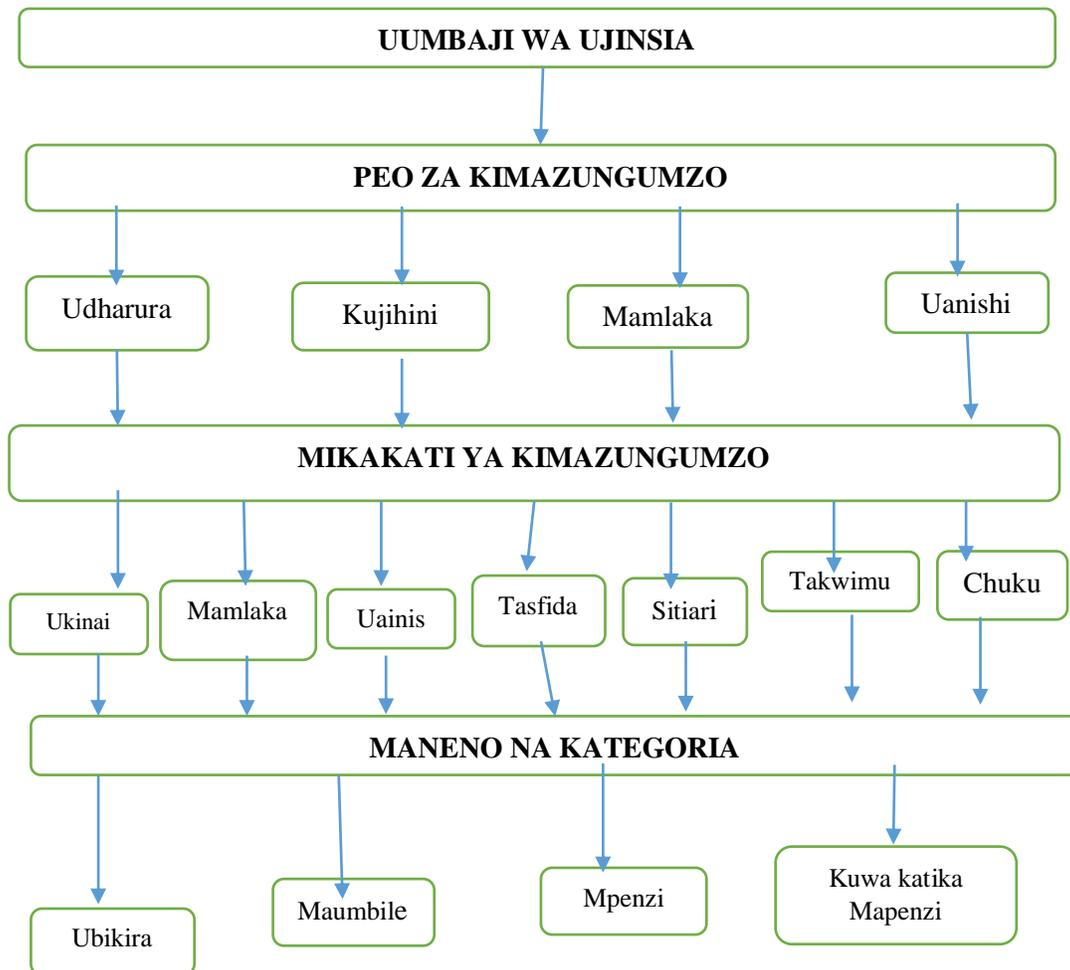 UUMBAJI WA UJINSIA
PEO ZA KIMAZUNGUMZO
Udharura
Kujihini
Mamlaka
Uanishi
MIKAKATI YA KIMAZUNGUMZO
Ukinai
Mamlaka
Uainis
Tasfida
Sitiari
Takwimu
Chuku
MANENO NA KATEGORIA
Ubikira
Maumbile
Mpenzi
Kuwa katika
Mapenzi